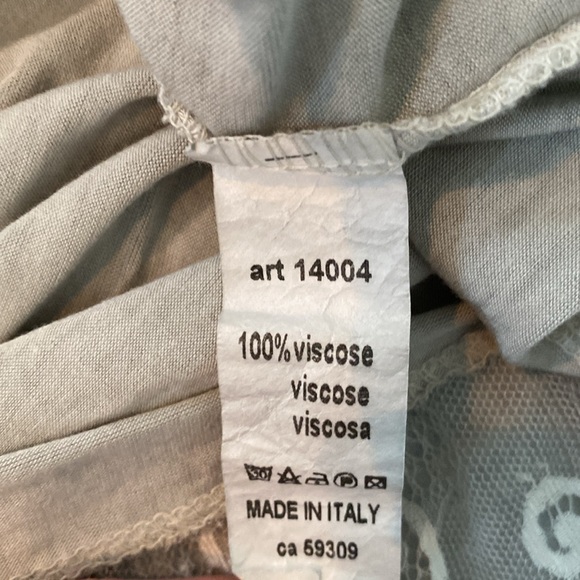 art 14004
100% viscose
viscose
viscosa
MADE IN ITALY
ca 59309